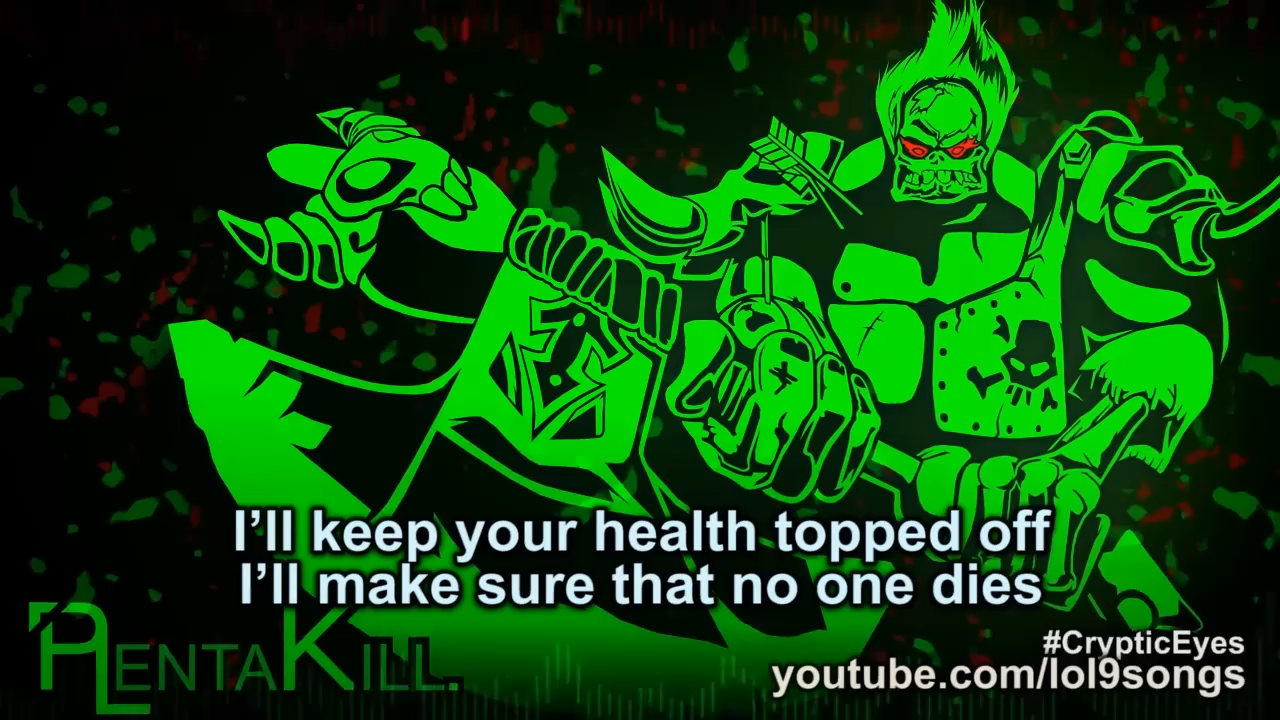 I’ll keep your health topped off
I’ll make sure that no one dies
PENTAKILL.
#CrypticEyes
youtube.com/lol9songs